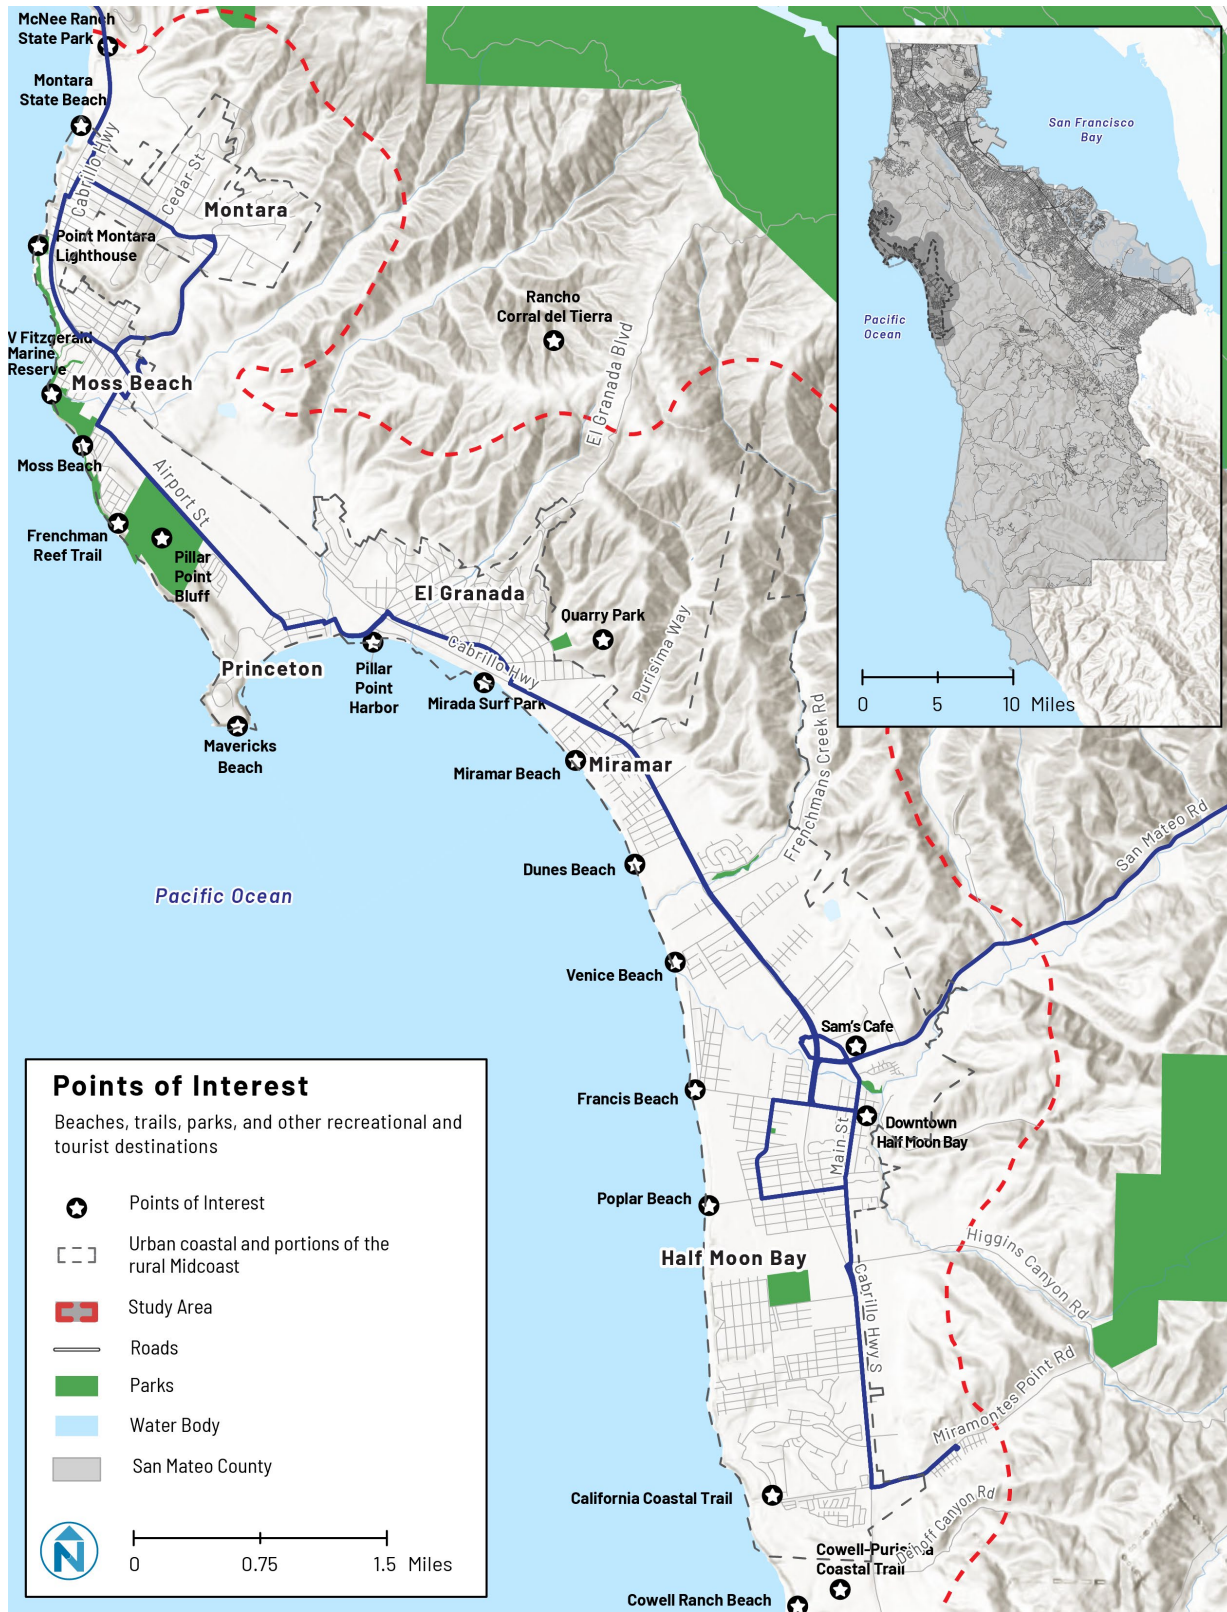 McNee Ranch
State Park
Montara
State Beach
Cabrillo Hwy
Cedar St
Montara
Point Montara
Lighthouse
Rancho
Corral del Tierra
El Granada Blvd
V Fitzgerald
Marine
Reserve
Moss Beach
Moss Beach
Airport St
Frenchman
Reef Trail
Pillar
Point
Bluff
El Granada
Quarry Park
Purisima Way
Princeton
Pillar
Point
Harbor
Cabrillo Hwy
Mirada Surf Park
Mavericks
Beach
Miramar Beach
Miramar
Frenchmans Creek Rd
San Mateo Rd
Dunes Beach
Pacific Ocean
Venice Beach
Sam's Cafe
Francis Beach
Downtown
Half Moon Bay
Main St
Poplar Beach
Half Moon Bay
Higgins Canyon Rd
Cabrillo Hwy S
Miramontes Point Rd
California Coastal Trail
Dehoff Canyon Rd
Cowell-Purisima
Coastal Trail
Cowell Ranch Beach
San Francisco
Bay
Pacific
Ocean
0 5 10 Miles
Points of Interest
Beaches, trails, parks, and other recreational and
tourist destinations
Points of Interest
Urban coastal and portions of the
rural Midcoast
Study Area
Roads
Parks
Water Body
San Mateo County
N
0 0.75 1.5 Miles